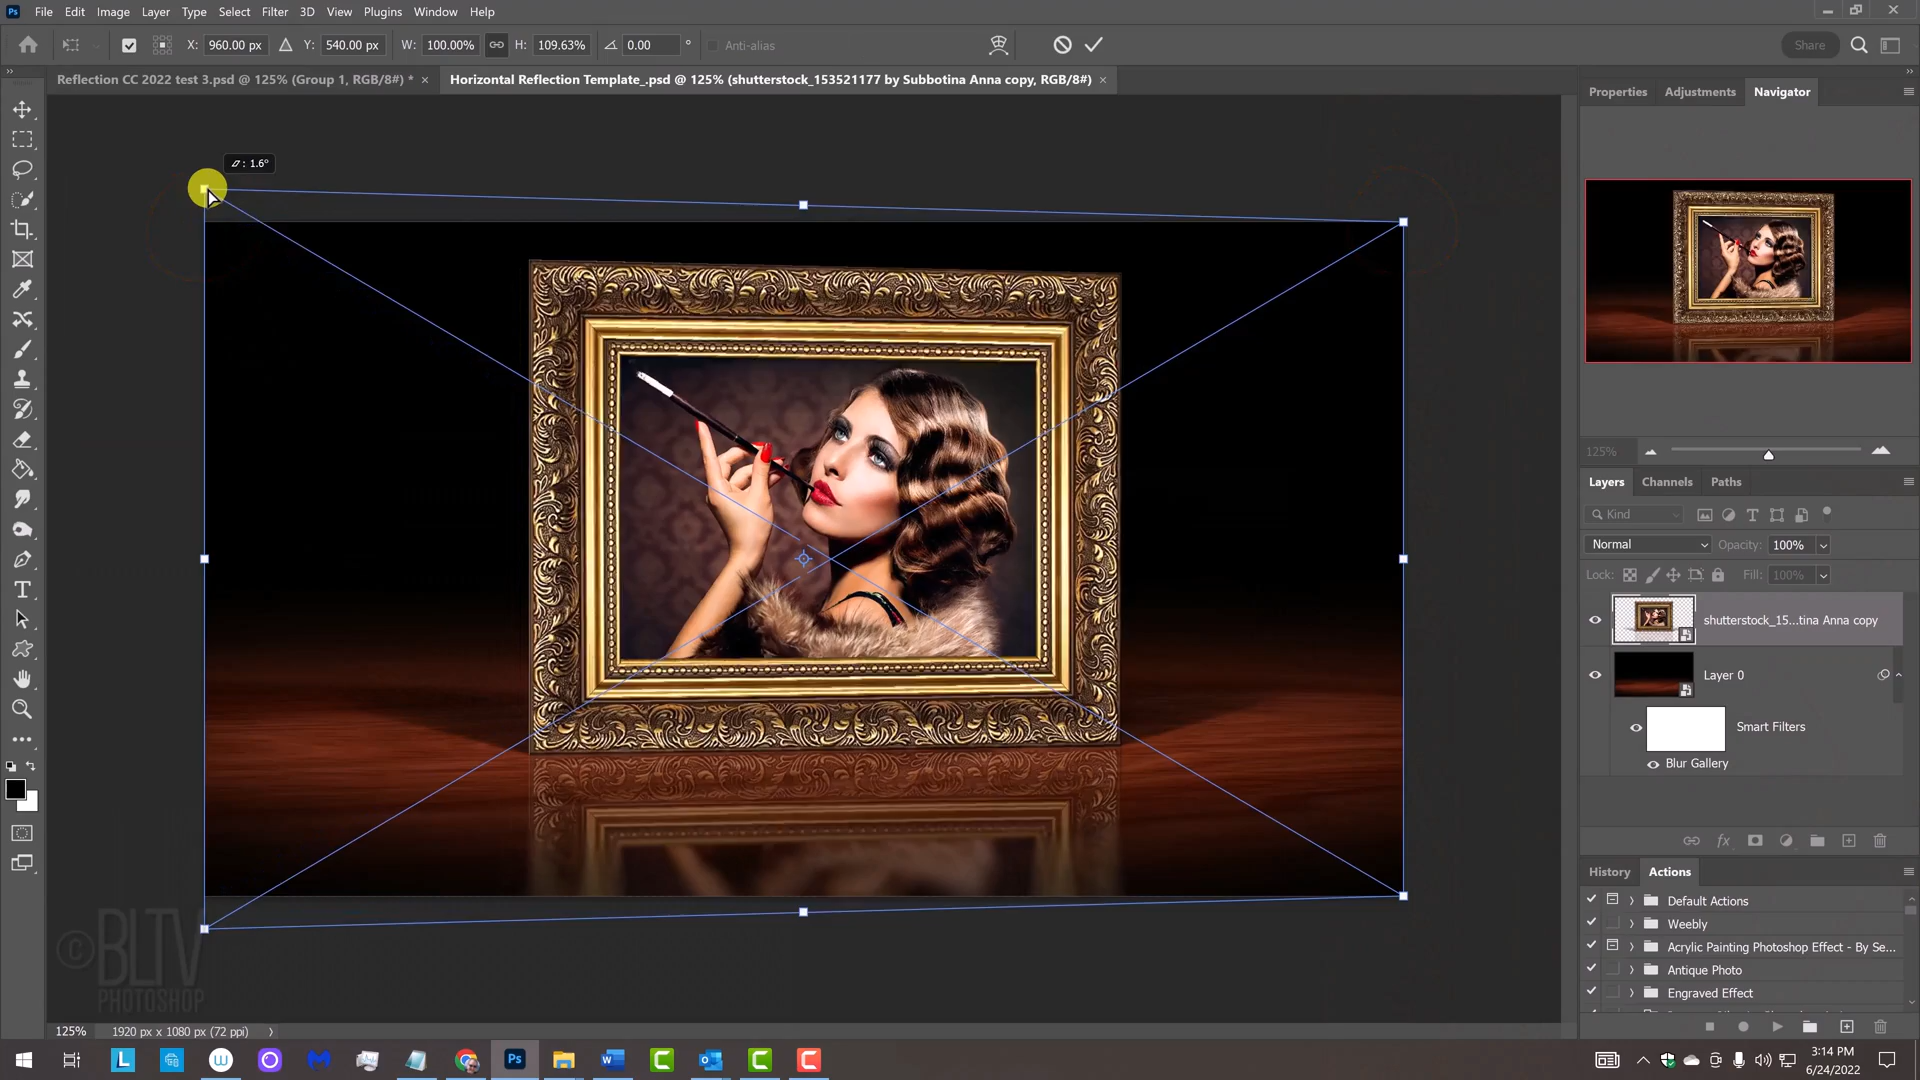 Ps File Edit Image Layer Type Select Filter 3D View Plugins Window Help
X: 960.00 px Y: 540.00 px W: 100.00% H: 109.63% 0.00 ° Anti-alias Share
Reflection CC 2022 test 3.psd @ 125% (Group 1, RGB/8#) * × Horizontal Reflection Template_.psd @ 125% (shutterstock_153521177 by Subbotina Anna copy, RGB/8#) ×
Properties Adjustments Navigator
: 1.6°
125%
Layers Channels Paths
Kind
Normal Opacity: 100%
Lock: Fill: 100%
shutterstock_15...tina Anna copy
Layer 0
Smart Filters
Blur Gallery
fx
History Actions
Default Actions
Weebly
Acrylic Painting Photoshop Effect - By Se...
Antique Photo
Engraved Effect
© BLTV
PHOTOSHOP
125% 1920 px x 1080 px (72 ppi)
3:14 PM
6/24/2022